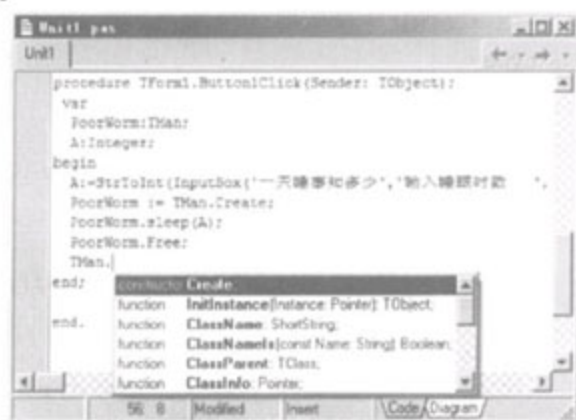 Unit1.pas
Unit1
procedure TForm1.Button1Click(Sender: TObject);
var
PoorWorm:TMan;
A:Integer;
begin
A:=StrToInt(InputBox('一天睡事知多少','输入睡眠时数 ',
PoorWorm := TMan.Create;
PoorWorm.sleep(A);
PoorWorm.Free;
TMan.
end;
constructo Create;
function InitInstance(Instance: Pointer): TObject;
function ClassName: ShortString;
end.
function ClassNameIs(const Name: String): Boolean;
function ClassParent: TClass;
function ClassInfo: Pointer;
56: 8 Modified Insert Code Diagram